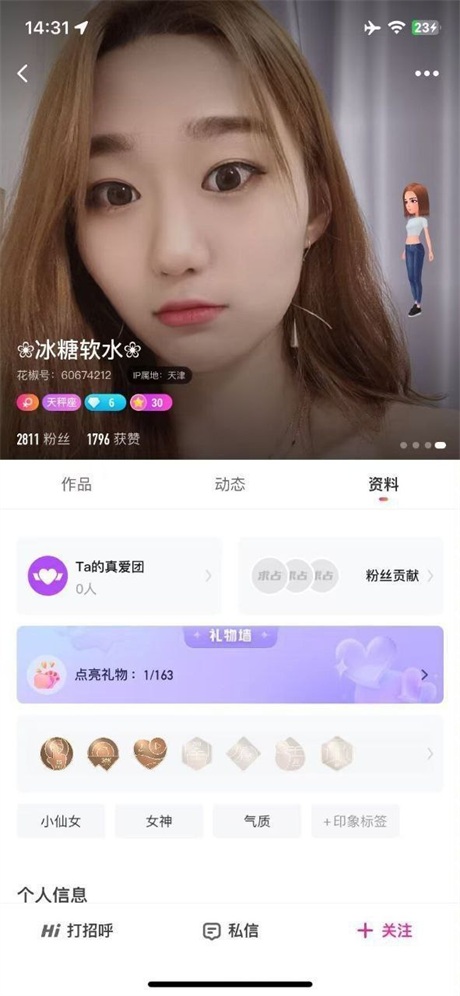 14:31
23
❀冰糖软水❀
花椒号：60674212 IP属地：天津
天秤座 6 30
2811 粉丝 1796 获赞
作品 动态 资料
Ta的真爱团
0人
求占 求占 求占 粉丝贡献
礼物墙
点亮礼物：1/163
小仙女 女神 气质 +印象标签
个人信息
Hi 打招呼 私信 关注